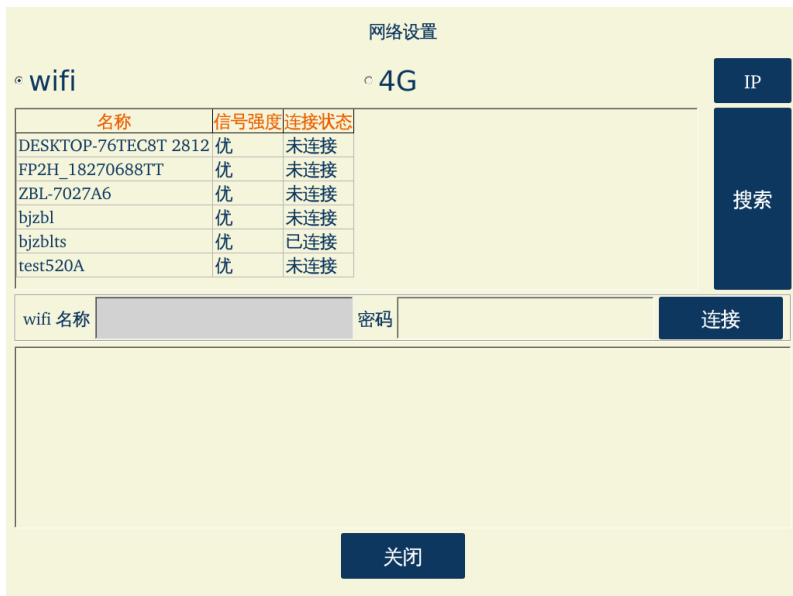 网络设置
wifi 4G IP
名称 信号强度 连接状态
DESKTOP-76TEC8T 2812 优 未连接
FP2H_18270688TT 优 未连接
ZBL-7027A6 优 未连接
搜索
bjzbl 优 未连接
bjzblts 优 已连接
test520A 优 未连接
wifi 名称 密码 连接
关闭